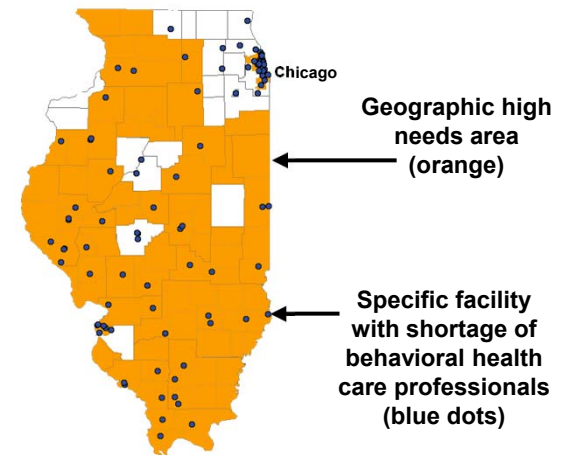 Chicago
Geographic high
needs area
(orange)
Specific facility
with shortage of
behavioral health
care professionals
(blue dots)